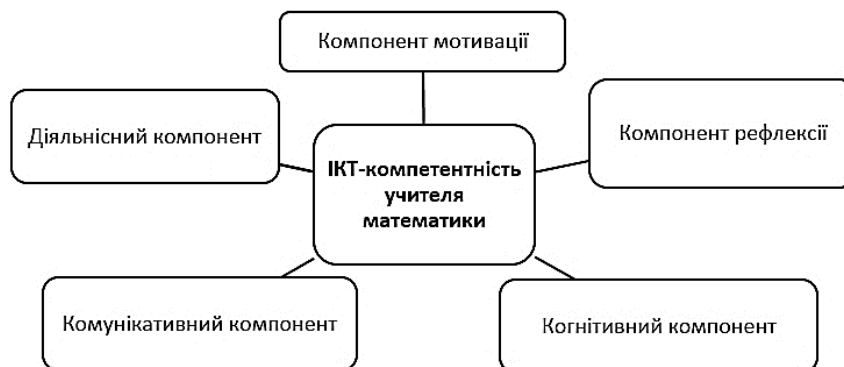 Компонент мотивації
Діяльнісний компонент
Компонент рефлексії
ІКТ-компетентність
учителя
математики
Комунікативний компонент
Когнітивний компонент